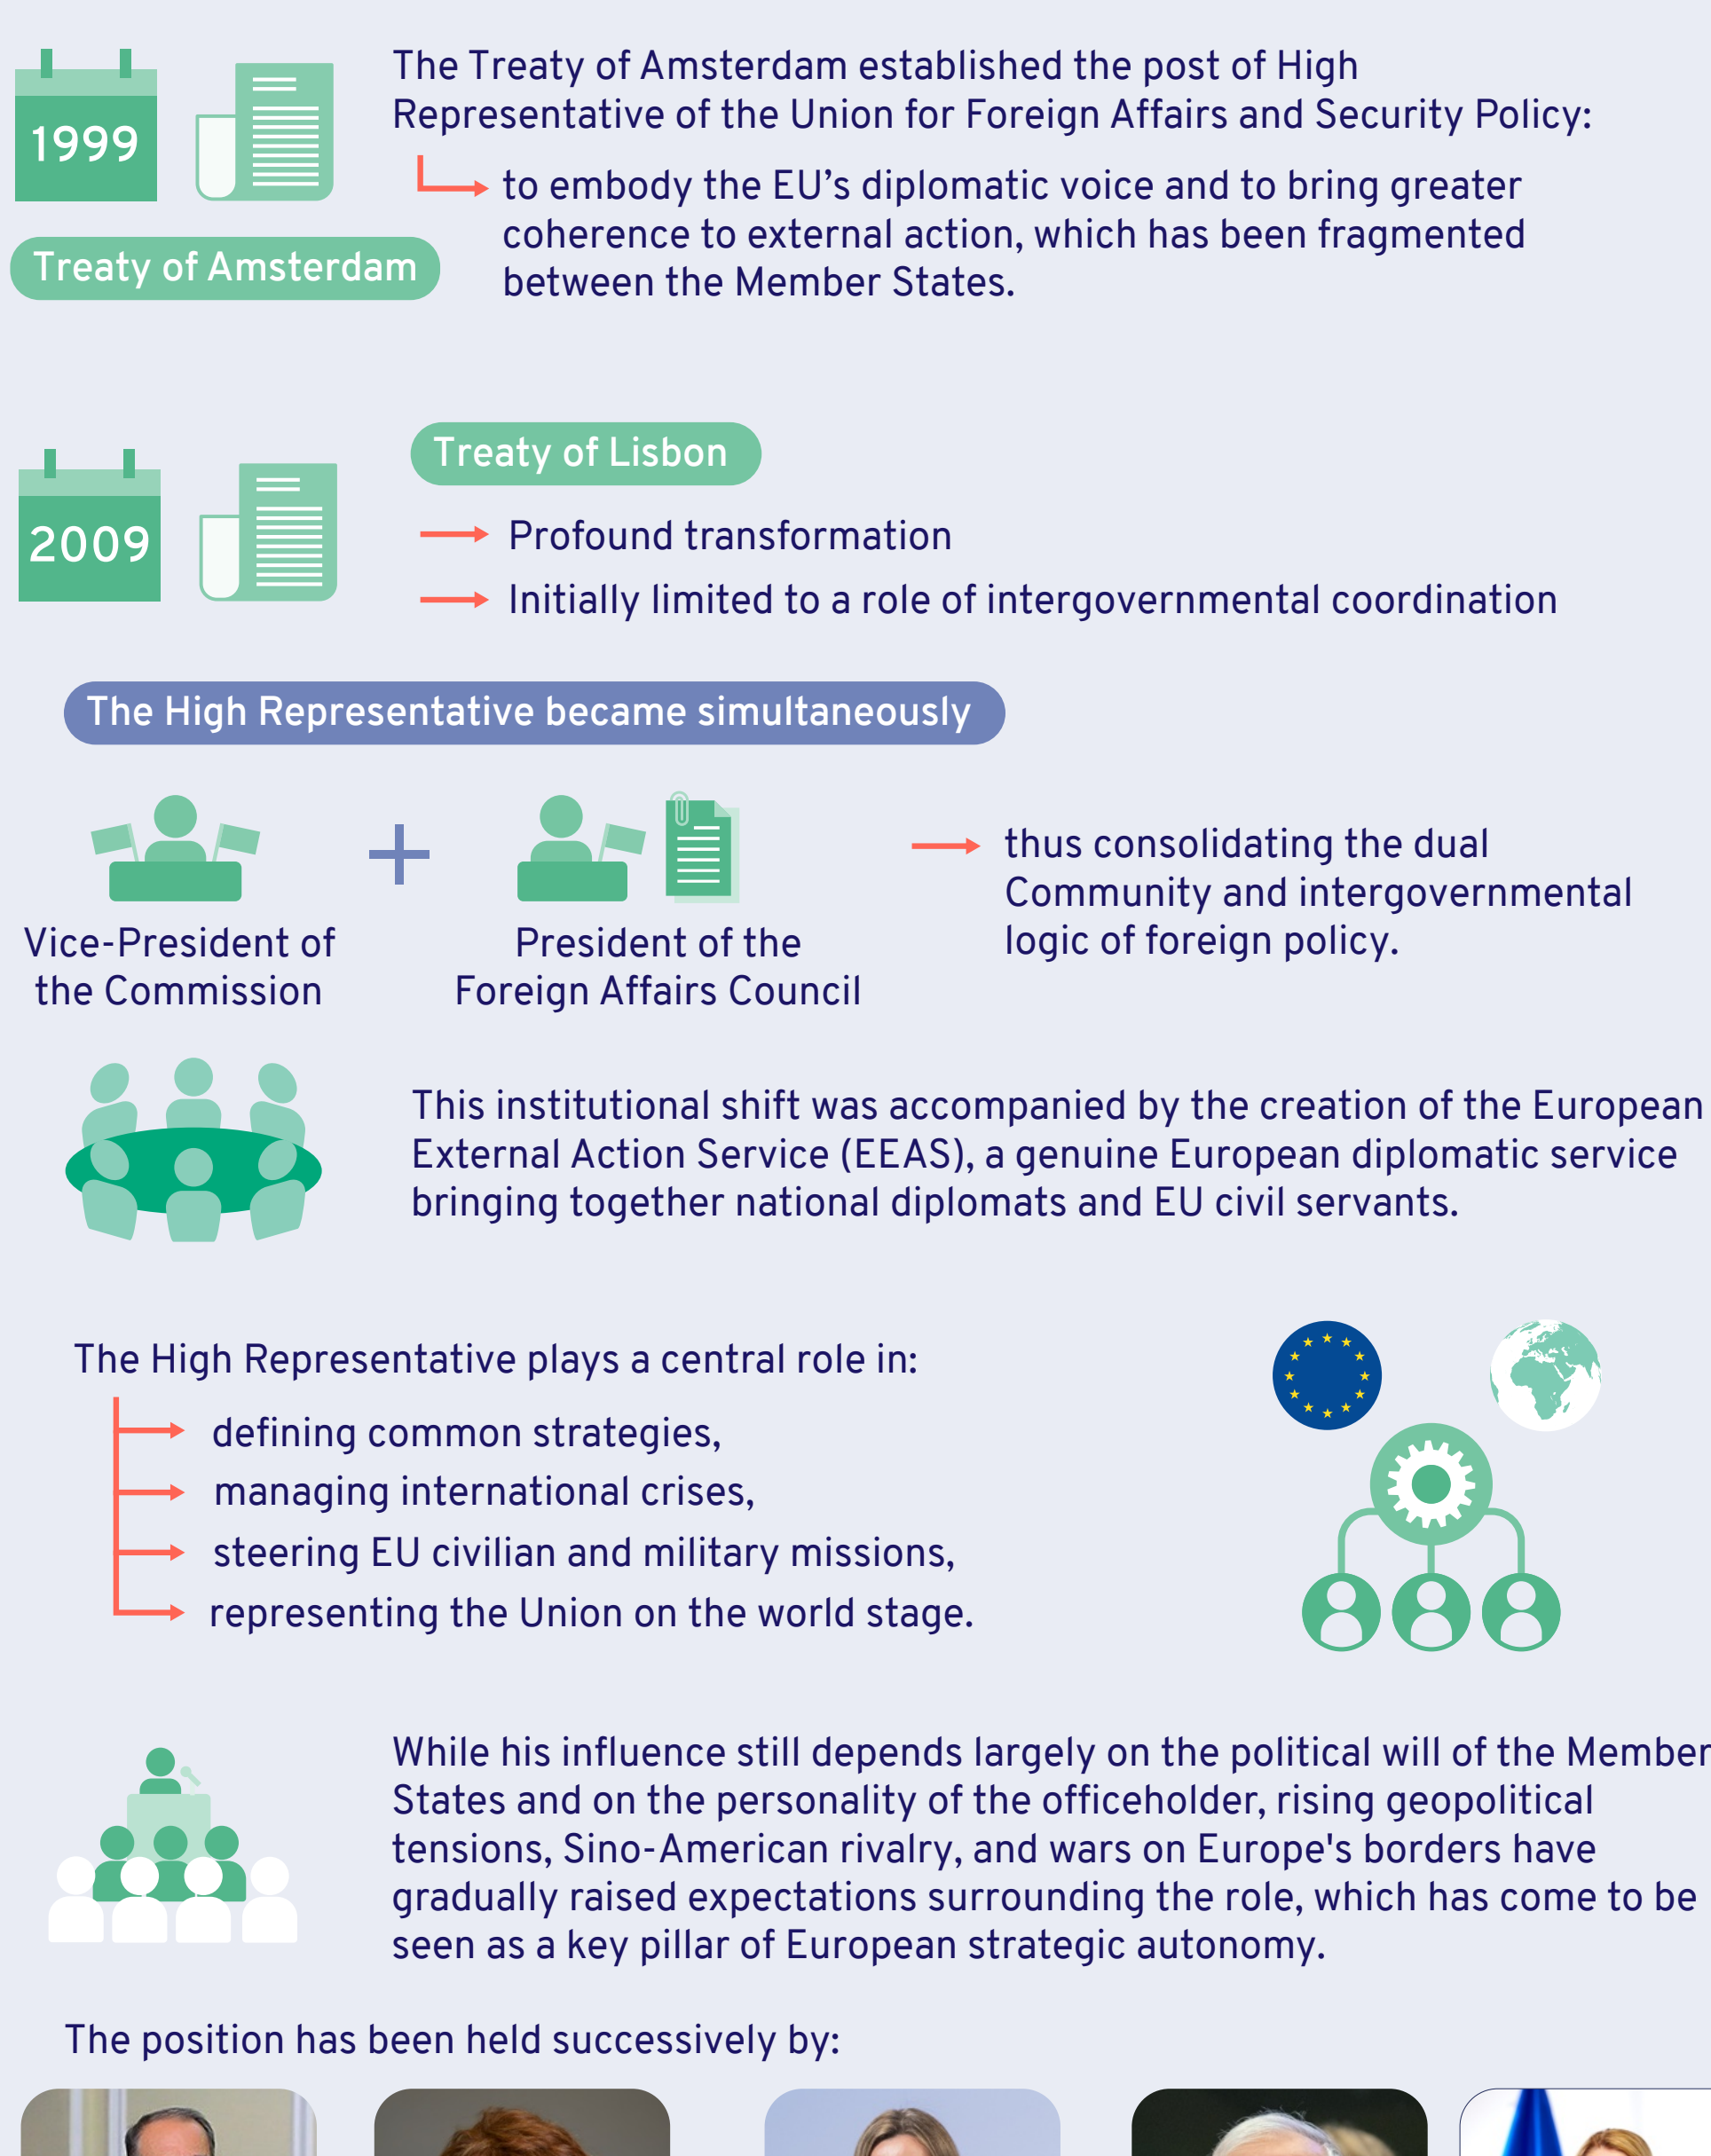 1999
Treaty of Amsterdam
The Treaty of Amsterdam established the post of High
Representative of the Union for Foreign Affairs and Security Policy:
to embody the EU’s diplomatic voice and to bring greater
coherence to external action, which has been fragmented
between the Member States.
2009
Treaty of Lisbon
Profound transformation
Initially limited to a role of intergovernmental coordination
The High Representative became simultaneously
Vice-President of
the Commission
President of the
Foreign Affairs Council
thus consolidating the dual
Community and intergovernmental
logic of foreign policy.
This institutional shift was accompanied by the creation of the European
External Action Service (EEAS), a genuine European diplomatic service
bringing together national diplomats and EU civil servants.
The High Representative plays a central role in:
defining common strategies,
managing international crises,
steering EU civilian and military missions,
representing the Union on the world stage.
While his influence still depends largely on the political will of the Member
States and on the personality of the officeholder, rising geopolitical
tensions, Sino-American rivalry, and wars on Europe's borders have
gradually raised expectations surrounding the role, which has come to be
seen as a key pillar of European strategic autonomy.
The position has been held successively by: